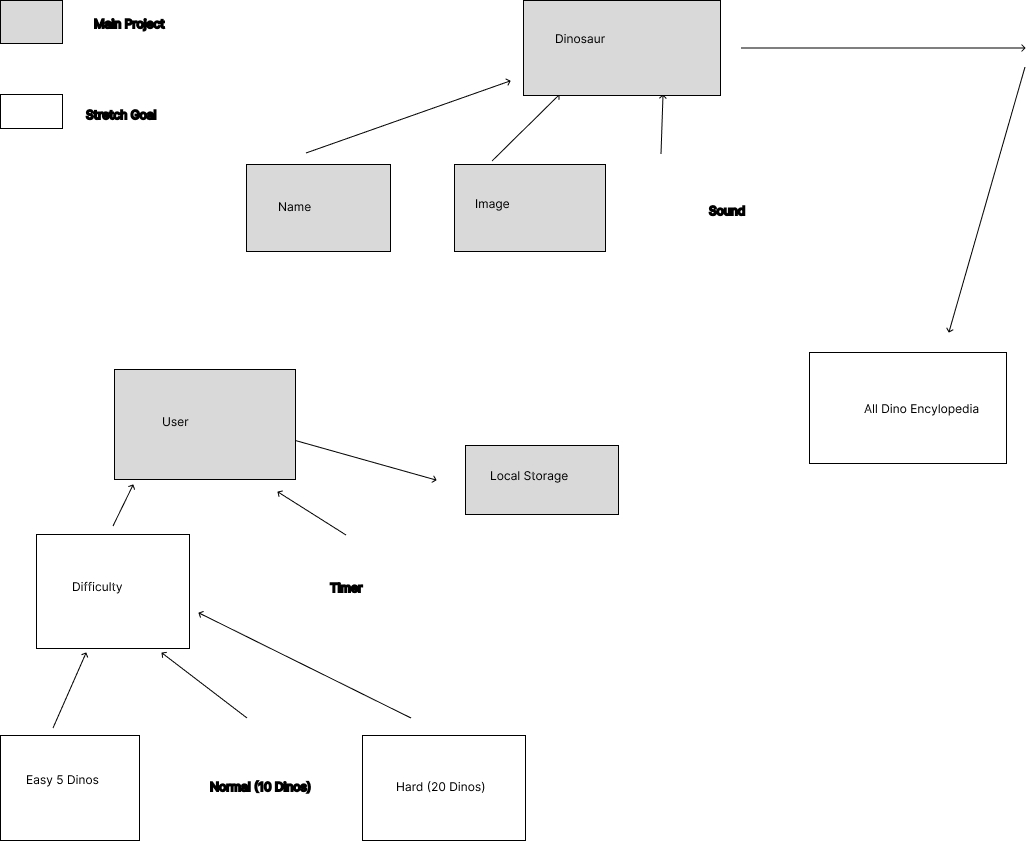 Main Project
Dinosaur
Stretch Goal
Name
Image
Sound
All Dino Encylopedia
User
Local Storage
Difficulty
Timer
Easy 5 Dinos
Normal (10 Dinos)
Hard (20 Dinos)